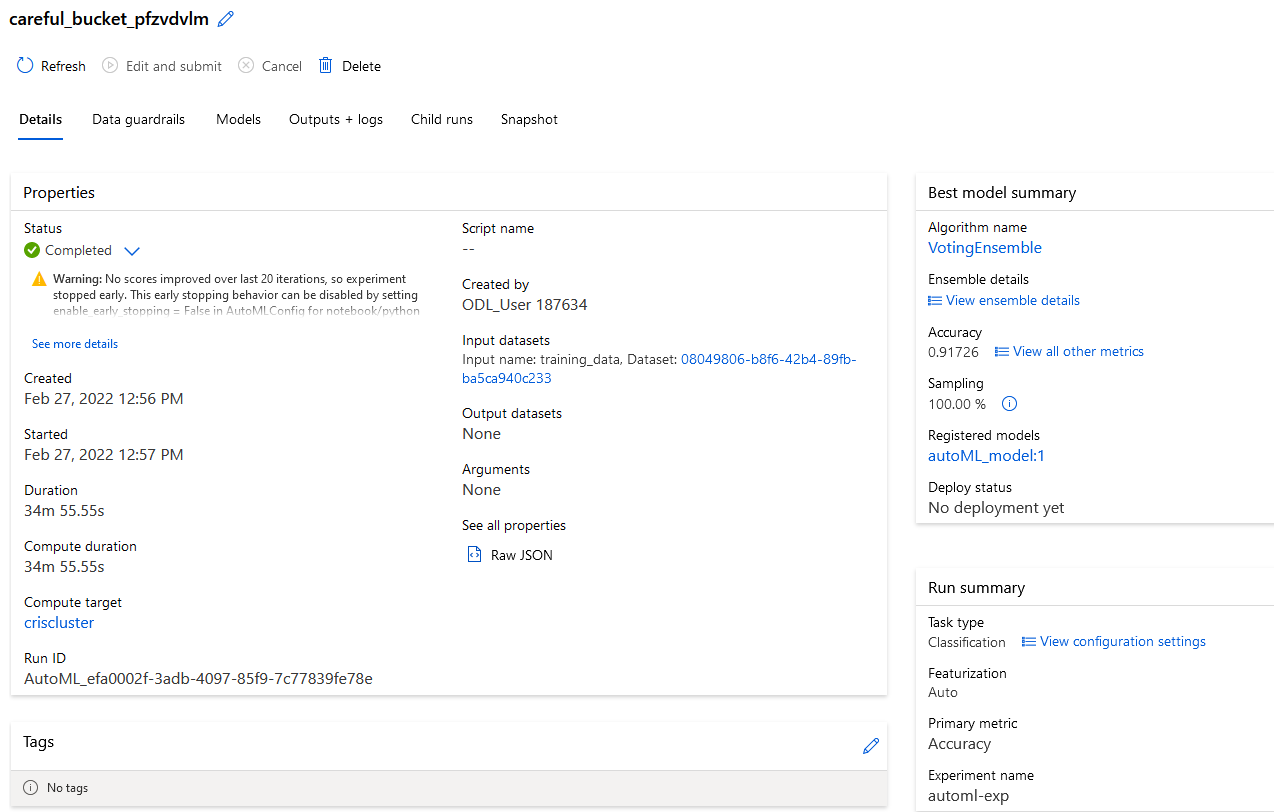 careful_bucket_pfzvdvlm
Refresh
Edit and submit
Cancel
Delete
Details
Data guardrails
Models
Outputs + logs
Child runs
Snapshot
Properties
Status
Completed
Warning: No scores improved over last 20 iterations, so experiment
stopped early. This early stopping behavior can be disabled by setting
enable_early_stopping = False in AutoMLConfig for notebook/python
See more details
Created
Feb 27, 2022 12:56 PM
Started
Feb 27, 2022 12:57 PM
Duration
34m 55.55s
Compute duration
34m 55.55s
Compute target
criscluster
Run ID
AutoML_efa0002f-3adb-4097-85f9-7c77839fe78e
Script name
--
Created by
ODL_User 187634
Input datasets
Input name: training_data, Dataset: 08049806-b8f6-42b4-89fb-
ba5ca940c233
Output datasets
None
Arguments
None
See all properties
Raw JSON
Tags
No tags
Best model summary
Algorithm name
VotingEnsemble
Ensemble details
View ensemble details
Accuracy
0.91726 View all other metrics
Sampling
100.00 %
Registered models
autoML_model:1
Deploy status
No deployment yet
Run summary
Task type
Classification View configuration settings
Featurization
Auto
Primary metric
Accuracy
Experiment name
automl-exp